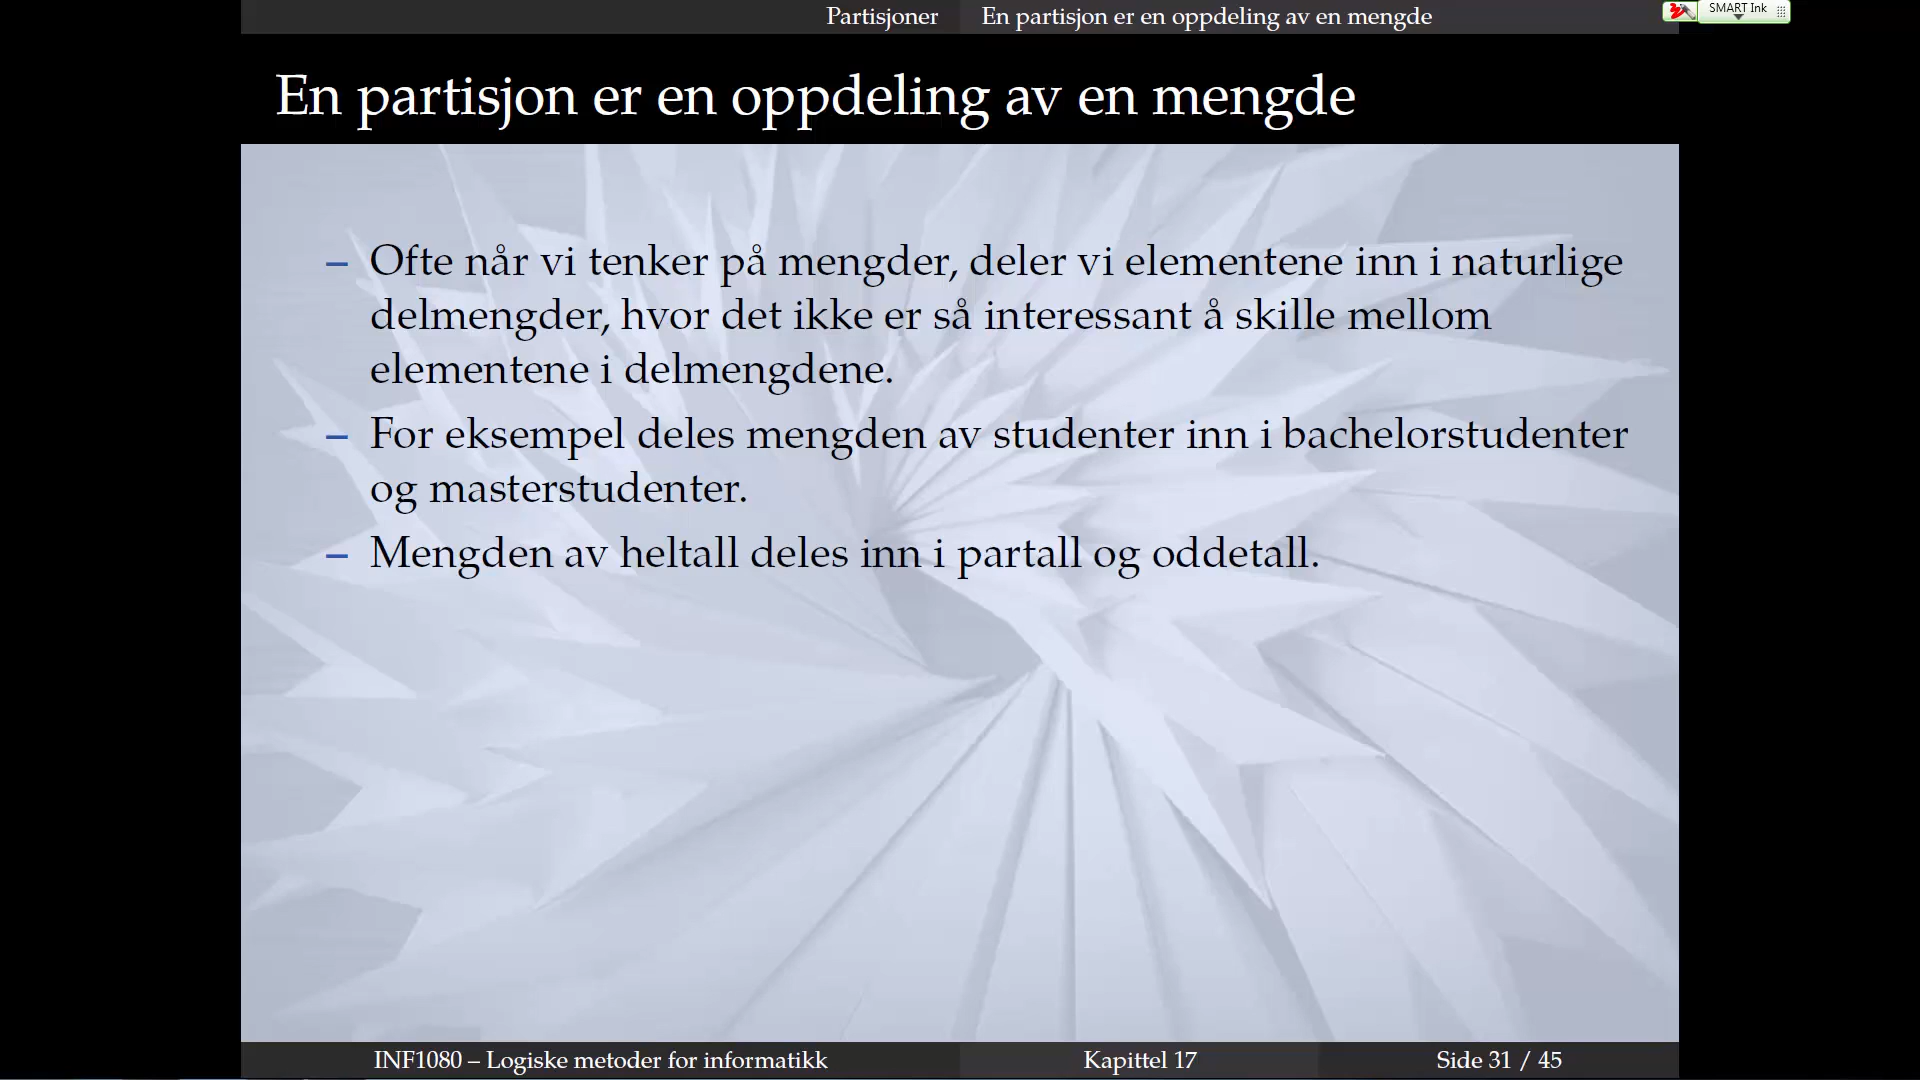 Partisjoner En partisjon er en oppdeling av en mengde
SMART Ink
En partisjon er en oppdeling av en mengde
– Ofte når vi tenker på mengder, deler vi elementene inn i naturlige
delmengder, hvor det ikke er så interessant å skille mellom
elementene i delmengdene.
– For eksempel deles mengden av studenter inn i bachelorstudenter
og masterstudenter.
– Mengden av heltall deles inn i partall og oddetall.
INF1080 – Logiske metoder for informatikk Kapittel 17 Side 31 / 45